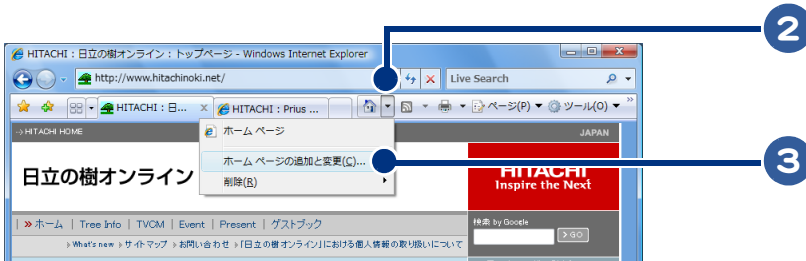 2
HITACHI : 日立の樹オンライン : トップページ - Windows Internet Explorer
http://www.hitachinoki.net/
Live Search
HITACHI : 日... x
HITACHI : Prius ...
ページ(P)
ツール(O)
»
→HITACHI HOME
JAPAN
ホーム ページ
ホーム ページの追加と変更(C)...
3
削除(R)
日立の樹オンライン
HITACHI
Inspire the Next
| »ホーム | Tree Info | TVCM | Event | Present | ゲストブック
検索 by Google
>GO
>What's new >サイトマップ >お問い合わせ >「日立の樹オンライン」における個人情報の取り扱いについて